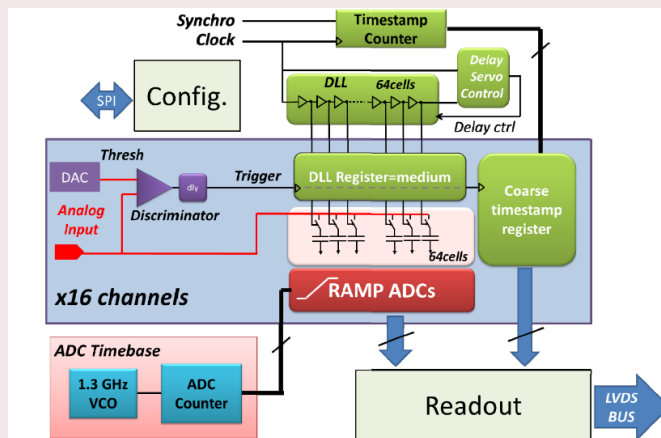 Synchro
Clock
Timestamp
Counter
DLL
64cells
Delay
Servo
Control
SPI
Config.
Delay ctrl
Thresh
DAC
dly
Trigger
DLL Register=medium
Coarse
timestamp
register
Discriminator
Analog
Input
64cells
x16 channels
RAMP ADCs
ADC Timebase
1.3 GHz
VCO
ADC
Counter
Readout
LVDS
BUS